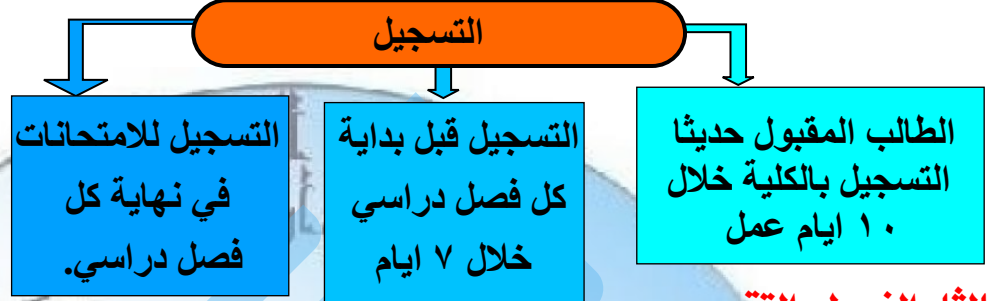 التسجيل
الطالب المقبول حديثا
التسجيل بالكلية خلال
١٠ ايام عمل
التسجيل قبل بداية
كل فصل دراسي
خلال ٧ ايام
التسجيل للامتحانات
في نهاية كل
فصل دراسي.